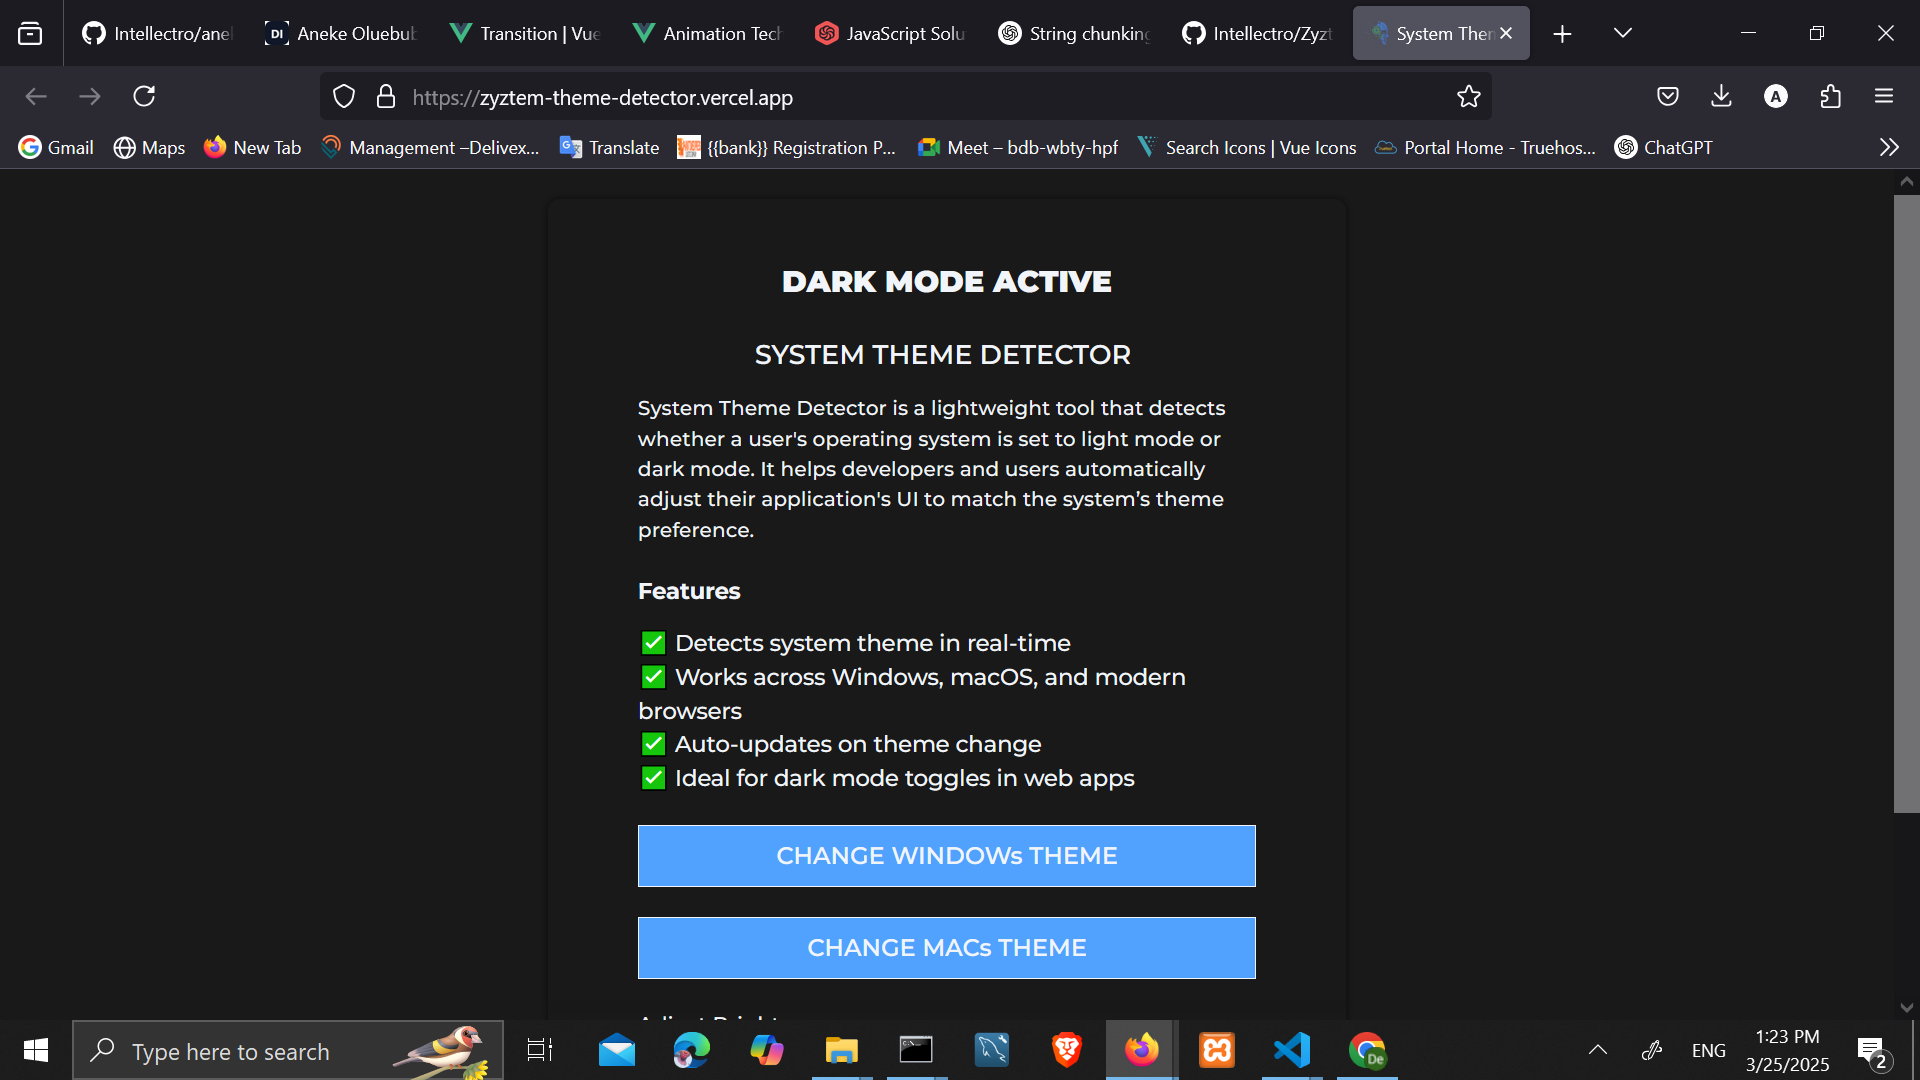 Intellectro/ane
Aneke Oluebub
Transition | Vue
Animation Tech
JavaScript Solu
String chunking
Intellectro/Zyzt
System Them
https://zyztem-theme-detector.vercel.app
A
Gmail
Maps
New Tab
Management –Delivex...
Translate
{{bank}} Registration P...
Meet – bdb-wbty-hpf
Search Icons | Vue Icons
Portal Home - Truehos...
ChatGPT
DARK MODE ACTIVE
SYSTEM THEME DETECTOR
System Theme Detector is a lightweight tool that detects
whether a user's operating system is set to light mode or
dark mode. It helps developers and users automatically
adjust their application's UI to match the system’s theme
preference.
Features
✅ Detects system theme in real-time
✅ Works across Windows, macOS, and modern
browsers
✅ Auto-updates on theme change
✅ Ideal for dark mode toggles in web apps
CHANGE WINDOWs THEME
CHANGE MACs THEME
Type here to search
De
ENG
1:23 PM
3/25/2025
2